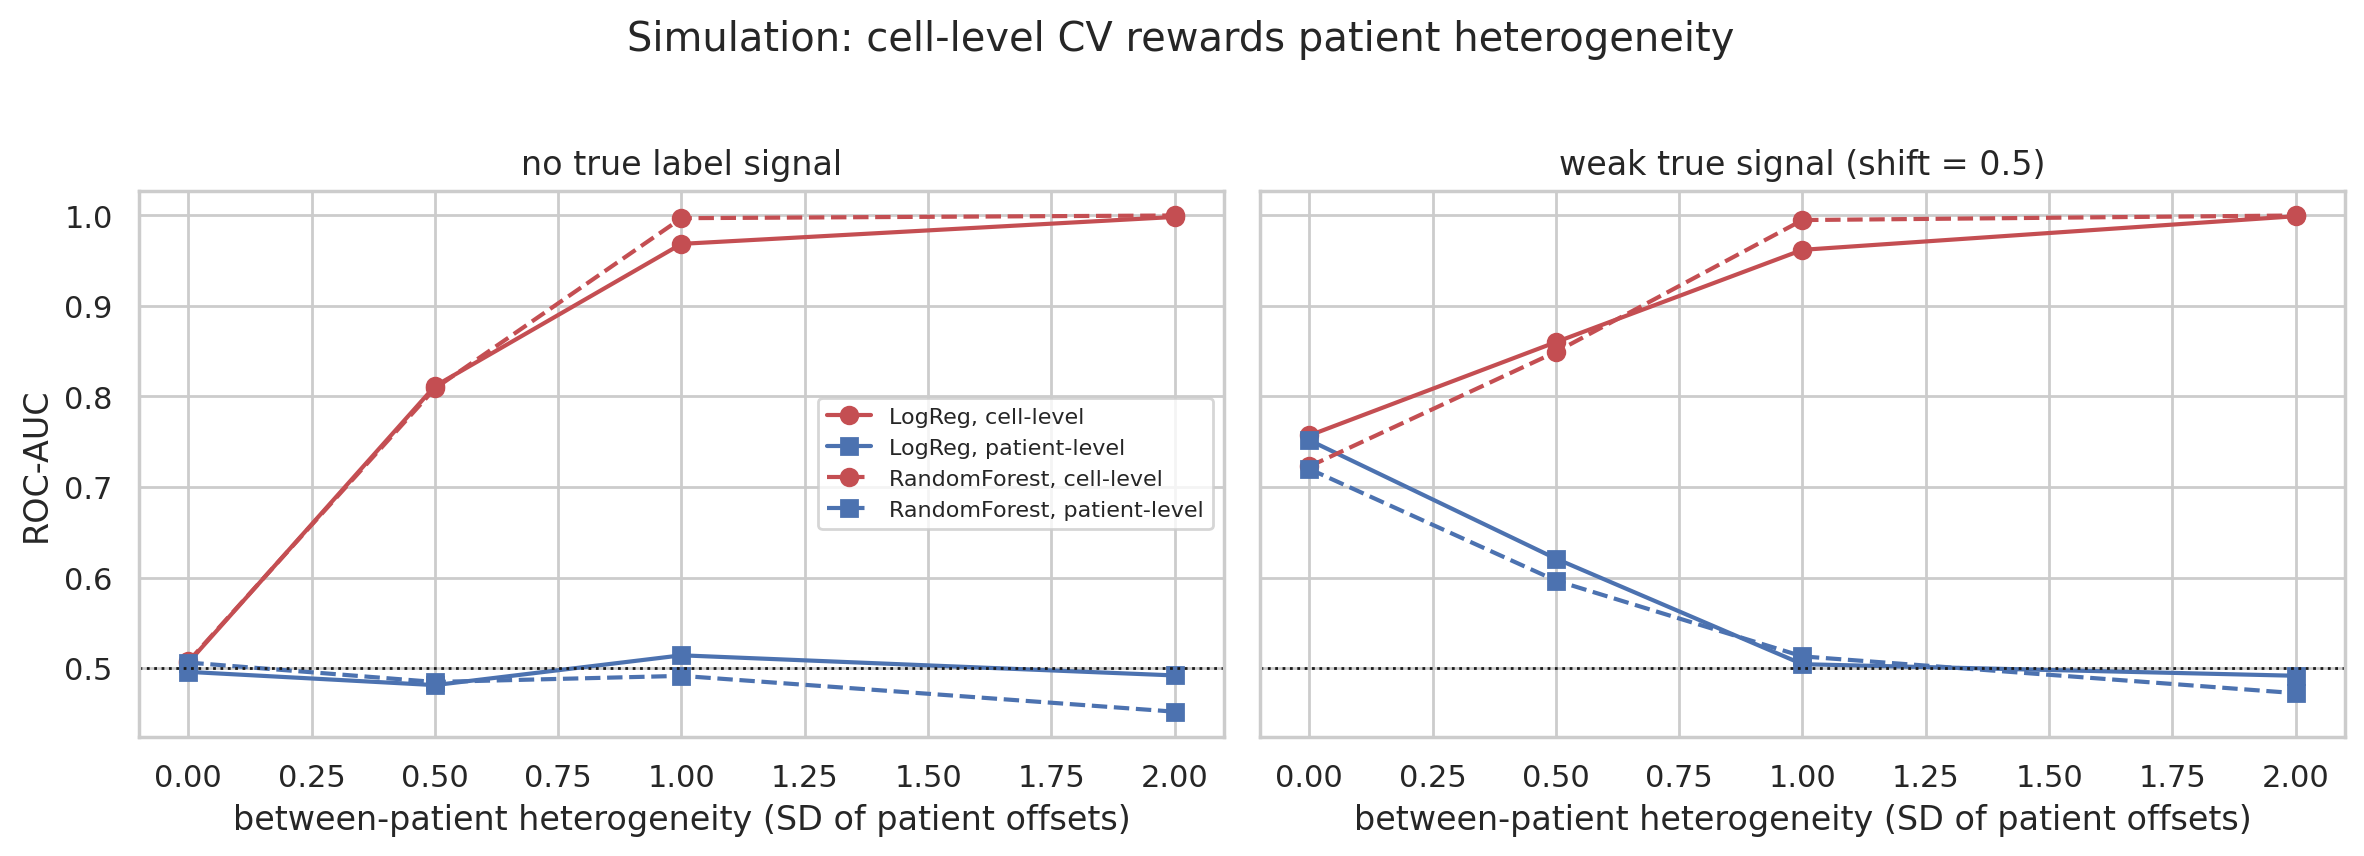 Simulation: cell-level CV rewards patient heterogeneity
no true label signal
weak true signal (shift = 0.5)
ROC-AUC
1.0
0.9
0.8
0.7
0.6
0.5
LogReg, cell-level
LogReg, patient-level
RandomForest, cell-level
RandomForest, patient-level
0.00 0.25 0.50 0.75 1.00 1.25 1.50 1.75 2.00
0.00 0.25 0.50 0.75 1.00 1.25 1.50 1.75 2.00
between-patient heterogeneity (SD of patient offsets)
between-patient heterogeneity (SD of patient offsets)